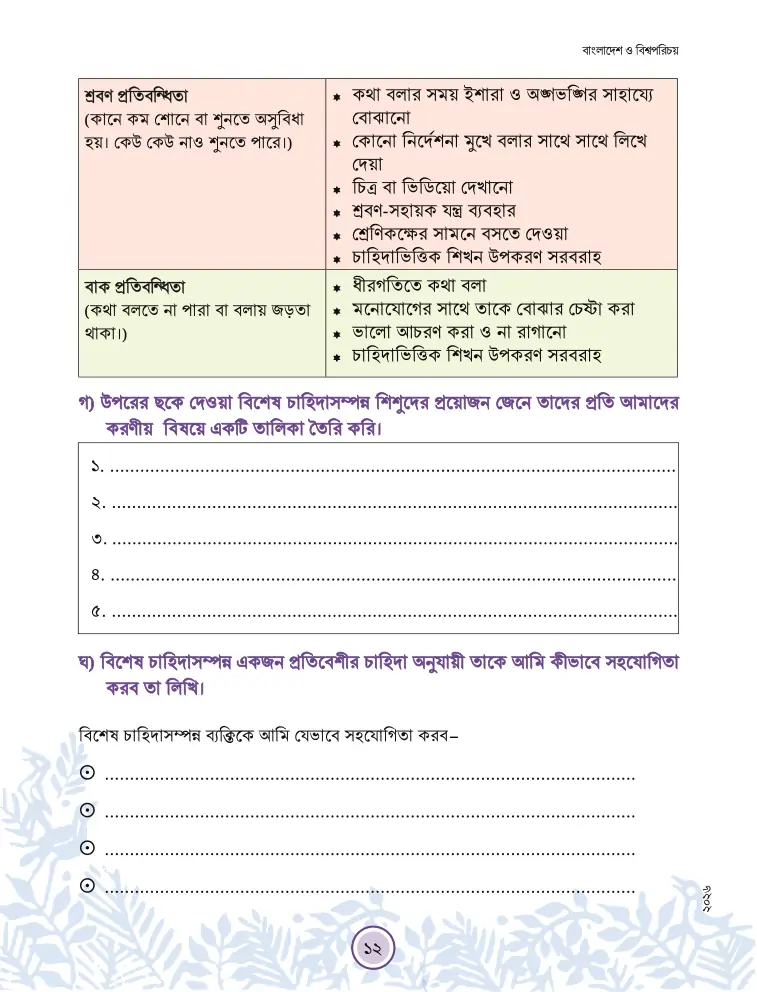 বাংলাদেশ ও বিশ্বপরিচয়
শ্রবণ প্রতিবন্ধিতা
(কানে কম শোনে বা শুনতে অসুবিধা
হয়। কেউ কেউ নাও শুনতে পারে।)
* কথা বলার সময় ইশারা ও অঙ্গভঙ্গির সাহায্যে
বোঝানো
* কোনো নির্দেশনা মুখে বলার সাথে সাথে লিখে
দেয়া
* চিত্র বা ভিডিয়ো দেখানো
* শ্রবণ-সহায়ক যন্ত্র ব্যবহার
* শ্রেণিকক্ষের সামনে বসতে দেওয়া
* চাহিদাভিত্তিক শিখন উপকরণ সরবরাহ
বাক প্রতিবন্ধিতা
(কথা বলতে না পারা বা বলায় জড়তা
থাকা।)
* ধীরগতিতে কথা বলা
* মনোযোগের সাথে তাকে বোঝার চেষ্টা করা
* ভালো আচরণ করা ও না রাগানো
* চাহিদাভিত্তিক শিখন উপকরণ সরবরাহ
গ) উপরের ছকে দেওয়া বিশেষ চাহিদাসম্পন্ন শিশুদের প্রয়োজন জেনে তাদের প্রতি আমাদের
করণীয় বিষয়ে একটি তালিকা তৈরি করি।
১. ....................................................................................
২. ....................................................................................
৩. ....................................................................................
৪. ....................................................................................
৫. ....................................................................................
ঘ) বিশেষ চাহিদাসম্পন্ন একজন প্রতিবেশীর চাহিদা অনুযায়ী তাকে আমি কীভাবে সহযোগিতা
করব তা লিখি।
বিশেষ চাহিদাসম্পন্ন ব্যক্তিকে আমি যেভাবে সহযোগিতা করব–
⊙ ....................................................................................
⊙ ....................................................................................
⊙ ....................................................................................
⊙ ....................................................................................
২০২৬
১২